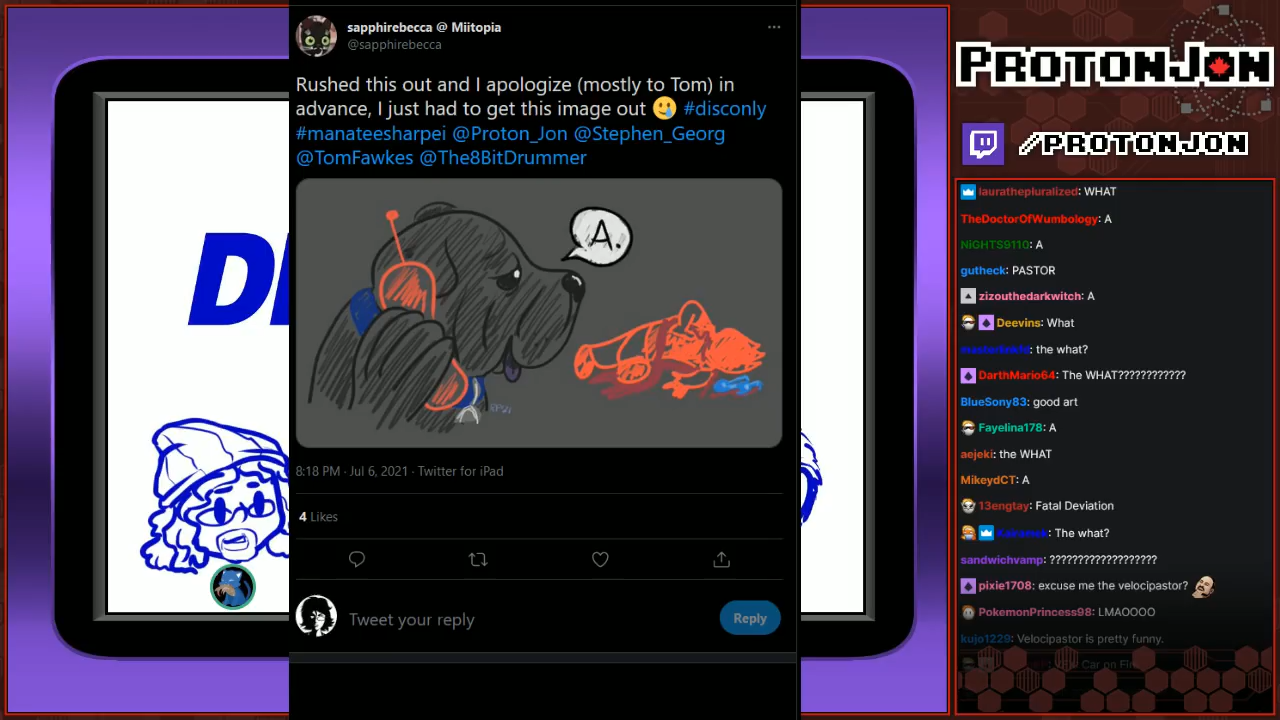 sapphirebecca @ Miitopia
@sapphirebecca
Rushed this out and I apologize (mostly to Tom) in
advance, I just had to get this image out 🥲 #disconly
#manateesharpei @Proton_Jon @Stephen_Georg
@TomFawkes @The8BitDrummer
A.
8:18 PM · Jul 6, 2021 · Twitter for iPad
4 Likes
Tweet your reply
Reply
PROTONJON
/PROTONJON
laurathepluralized: WHAT
TheDoctorOfWumbology: A
NiGHTS9110: A
gutheck: PASTOR
zizouthedarkwitch: A
Deevins: What
the what?
DarthMario64: The WHAT????????????
BlueSony83: good art
Fayelina178: A
aejeki: the WHAT
MikeydCT: A
13engtay: Fatal Deviation
The what?
sandwichvamp: ???????????????????
pixie1708: excuse me the velocipastor?
PokemonPrincess98: LMAOOOO
kujo1229: Velocipastor is pretty funny.
Car on Fire